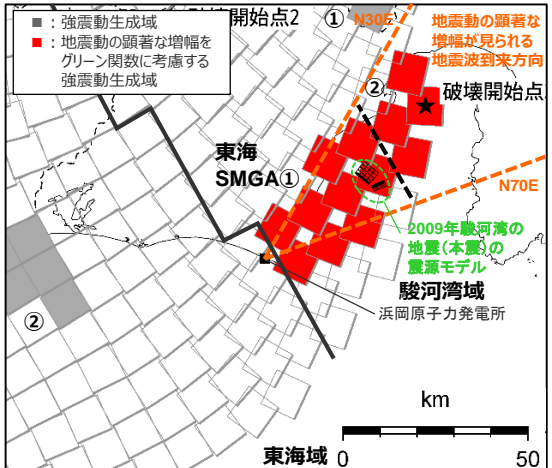 ：強震動生成域
：地震動の顕著な増幅を
グリーン関数に考慮する
強震動生成域
破壊開始点2
①
N30E
地震動の顕著な
増幅が見られる
地震波到来方向
②
破壊開始点
東海
SMGA①
N70E
2009年駿河湾の
地震(本震)の
震源モデル
駿河湾域
浜岡原子力発電所
②
km
東海域
0
50